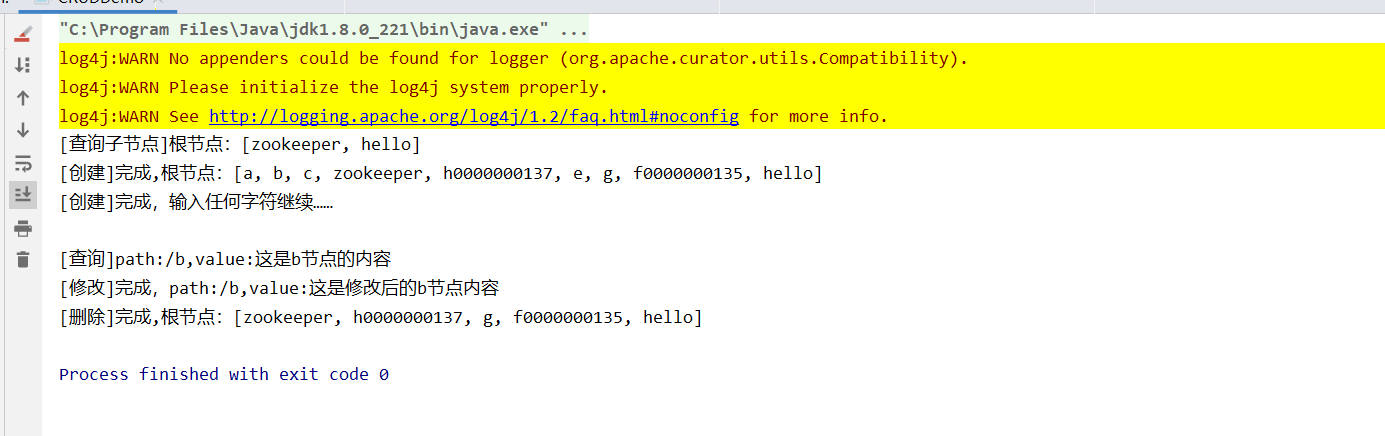 CRUDDemo
"C:\Program Files\Java\jdk1.8.0_221\bin\java.exe" ...
log4j:WARN No appenders could be found for logger (org.apache.curator.utils.Compatibility).
log4j:WARN Please initialize the log4j system properly.
log4j:WARN See http://logging.apache.org/log4j/1.2/faq.html#noconfig for more info.
[查询子节点]根节点：[zookeeper, hello]
[创建]完成,根节点：[a, b, c, zookeeper, h0000000137, e, g, f0000000135, hello]
[创建]完成，输入任何字符继续……
[查询]path:/b,value:这是b节点的内容
[修改]完成，path:/b,value:这是修改后的b节点内容
[删除]完成,根节点：[zookeeper, h0000000137, g, f0000000135, hello]
Process finished with exit code 0